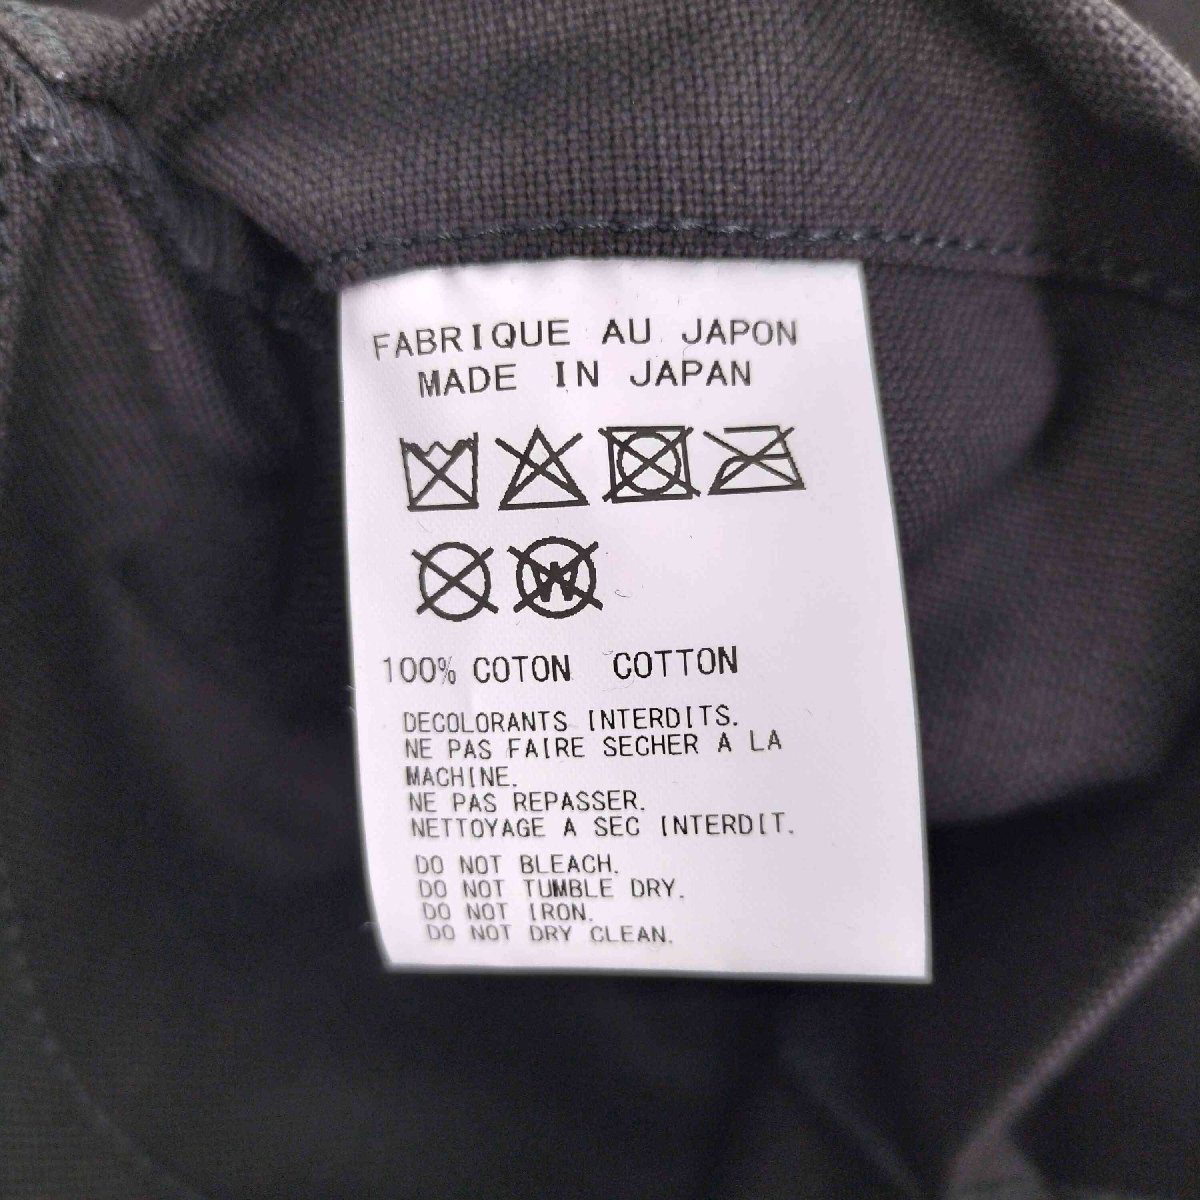 FABRIQUE AU JAPON
MADE IN JAPAN
W
100% COTON COTTON
DECOLORANTS INTERDITS.
NE PAS FAIRE SECHER A LA
MACHINE.
NE PAS REPASSER.
NETTOYAGE A SEC INTERDIT.
DO NOT BLEACH.
DO NOT TUMBLE DRY.
DO NOT IRON.
DO NOT DRY CLEAN.